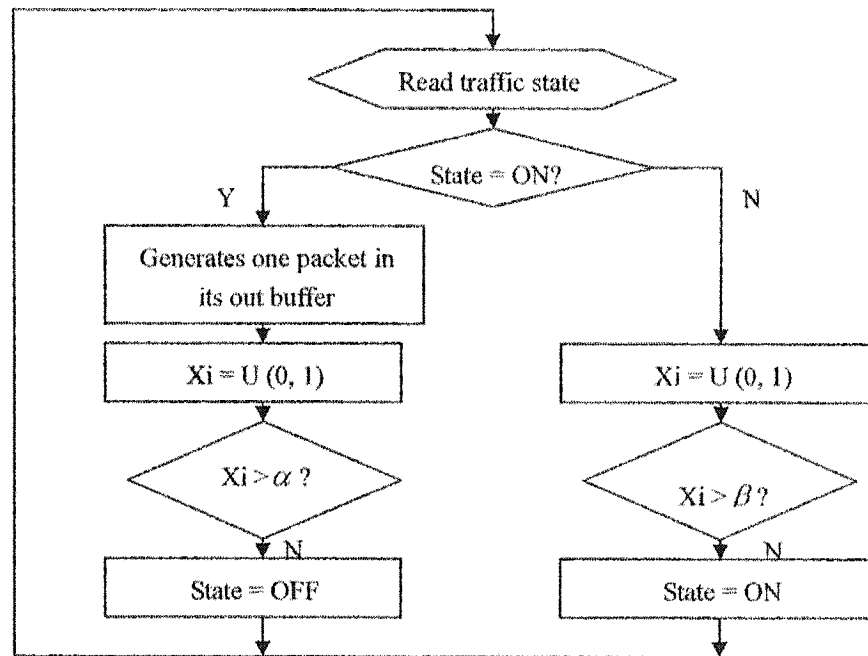 Read traffic state
State = ON?
Y
N
Generates one packet in
its out buffer
Xi = U (0, 1)
Xi = U (0, 1)
Xi > α ?
Xi > β ?
N
N
State = OFF
State = ON